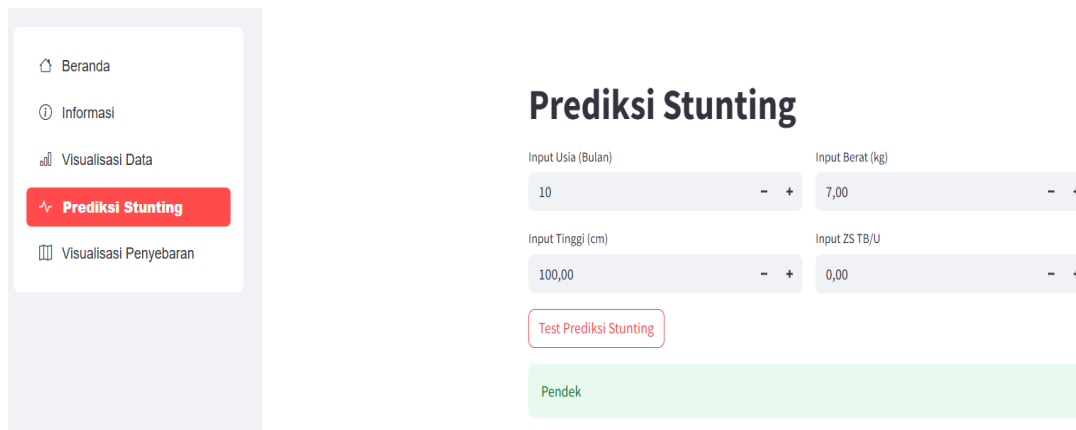 Beranda
Informasi
Visualisasi Data
Prediksi Stunting
Visualisasi Penyebaran
Prediksi Stunting
Input Usia (Bulan)
Input Berat (kg)
10 - +
7,00 - +
Input Tinggi (cm)
Input ZS TB/U
100,00 - +
0,00 - +
Test Prediksi Stunting
Pendek